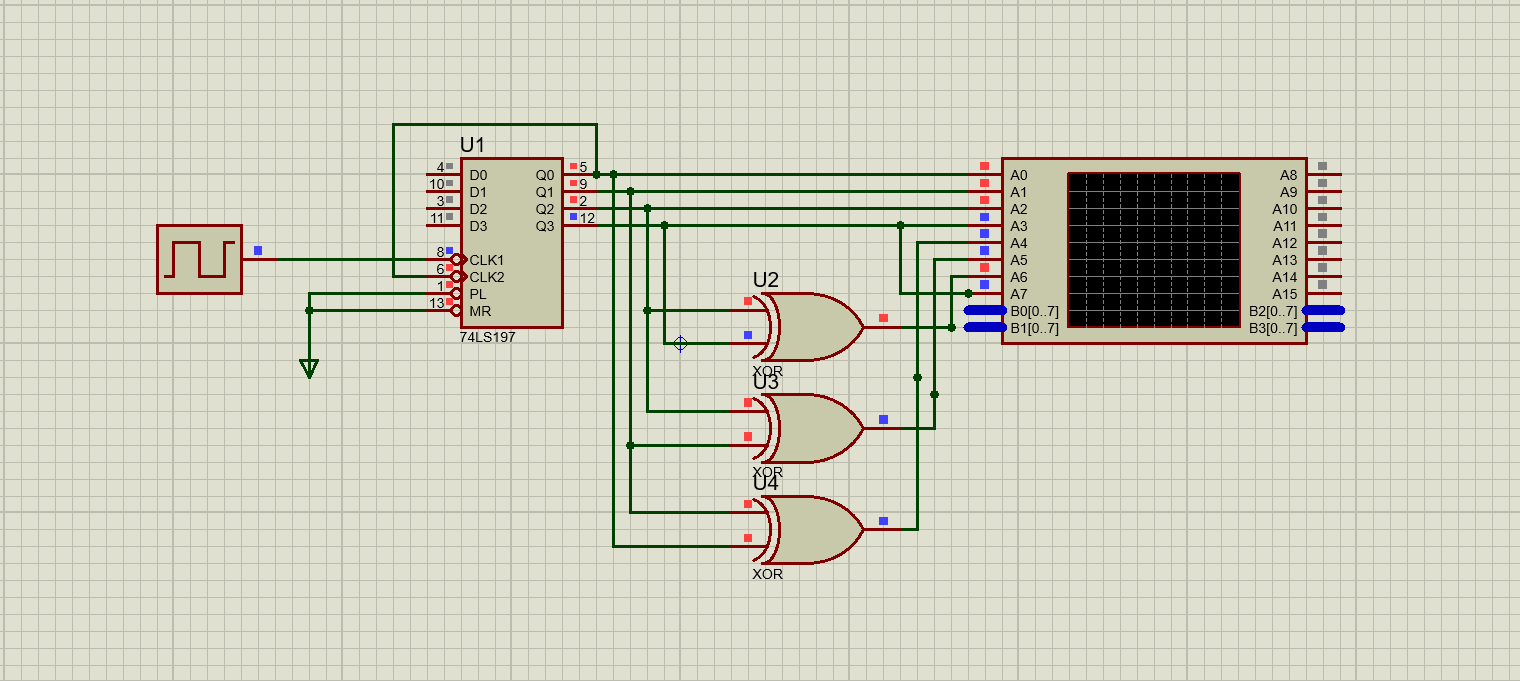 U1
4 D0 Q0 5
10 D1 Q1 9
3 D2 Q2 2
11 D3 Q3 12
8 CLK1
6 CLK2
1 PL
13 MR
74LS197
U2
XOR
U3
XOR
U4
XOR
A0 A8
A1 A9
A2 A10
A3 A11
A4 A12
A5 A13
A6 A14
A7 A15
B0[0..7] B2[0..7]
B1[0..7] B3[0..7]